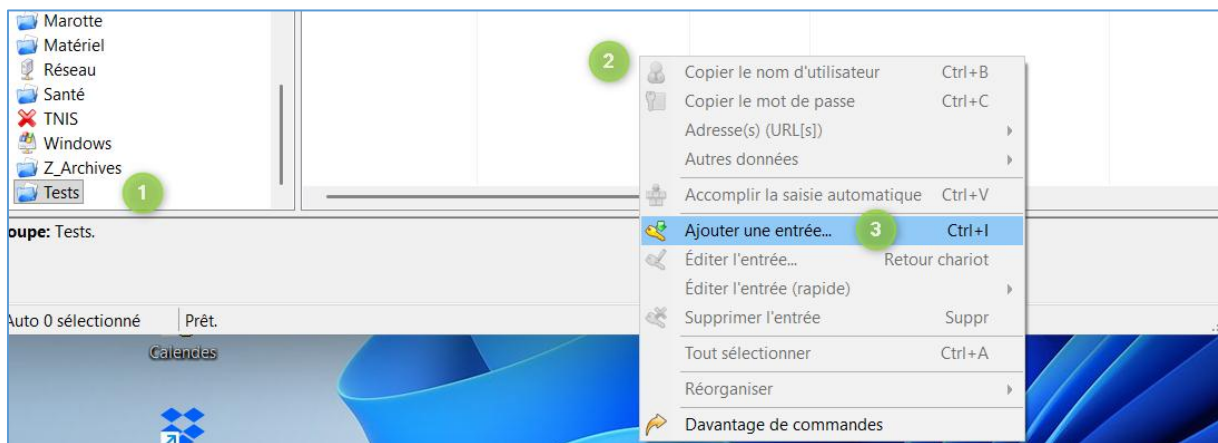 Marotte
Matériel
Réseau
Santé
TNIS
Windows
Z_Archives
Tests 1
oupe: Tests.
Auto 0 sélectionné Prêt.
Calendes
2
Copier le nom d'utilisateur Ctrl+B
Copier le mot de passe Ctrl+C
Adresse(s) (URL[s])
Autres données
Accomplir la saisie automatique Ctrl+V
Ajouter une entrée... 3 Ctrl+I
Éditer l'entrée... Retour chariot
Éditer l'entrée (rapide)
Supprimer l'entrée Suppr
Tout sélectionner Ctrl+A
Réorganiser
Davantage de commandes